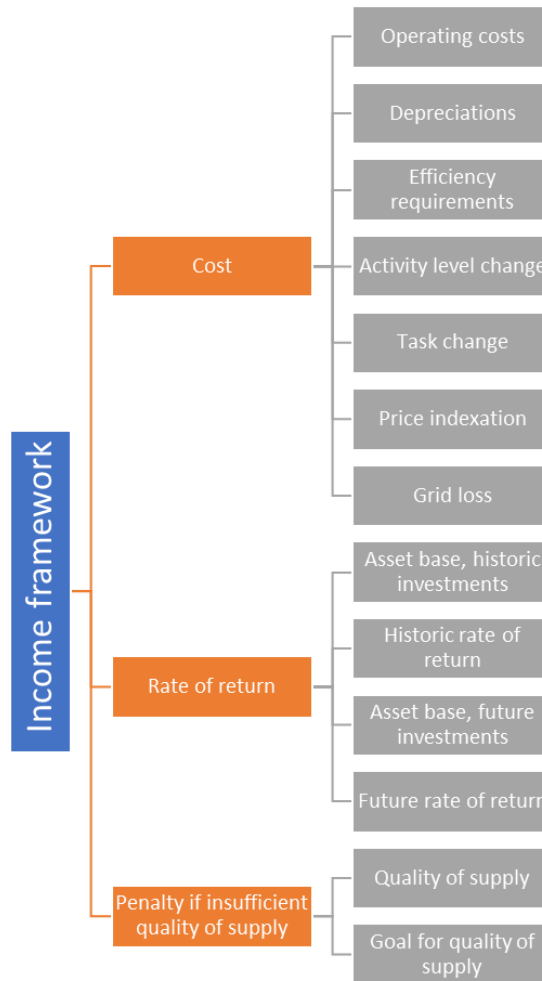 Income framework
Cost
Operating costs
Depreciations
Efficiency
requirements
Activity level change
Task change
Price indexation
Grid loss
Rate of return
Asset base, historic
investments
Historic rate of
return
Asset base, future
investments
Future rate of return
Penalty if insufficient
quality of supply
Quality of supply
Goal for quality of
supply